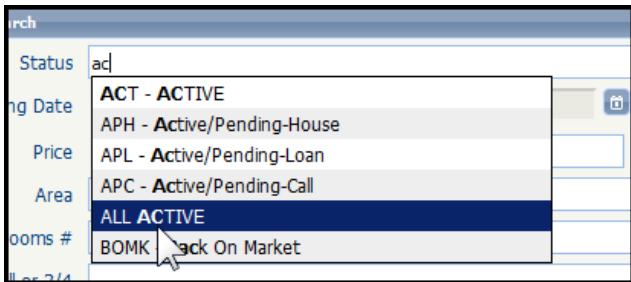 rch
Status ac
ng Date
ACT - ACTIVE
APH - Active/Pending-House
Price
APL - Active/Pending-Loan
Area
APC - Active/Pending-Call
ALL ACTIVE
ooms #
BOMK - Back On Market